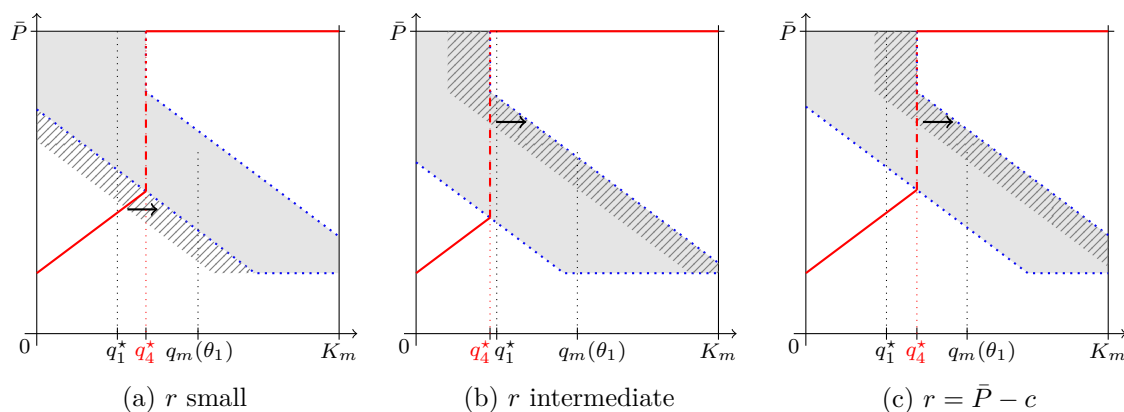 P̄
0 q₁⋆ q₄⋆ qₘ(θ₁) Kₘ
(a) r small
q₄⋆ q₁⋆ qₘ(θ₁) Kₘ
(b) r intermediate
0 P̄
0 q₁⋆ q₄⋆ qₘ(θ₁) Kₘ
(c) r = P̄ − c